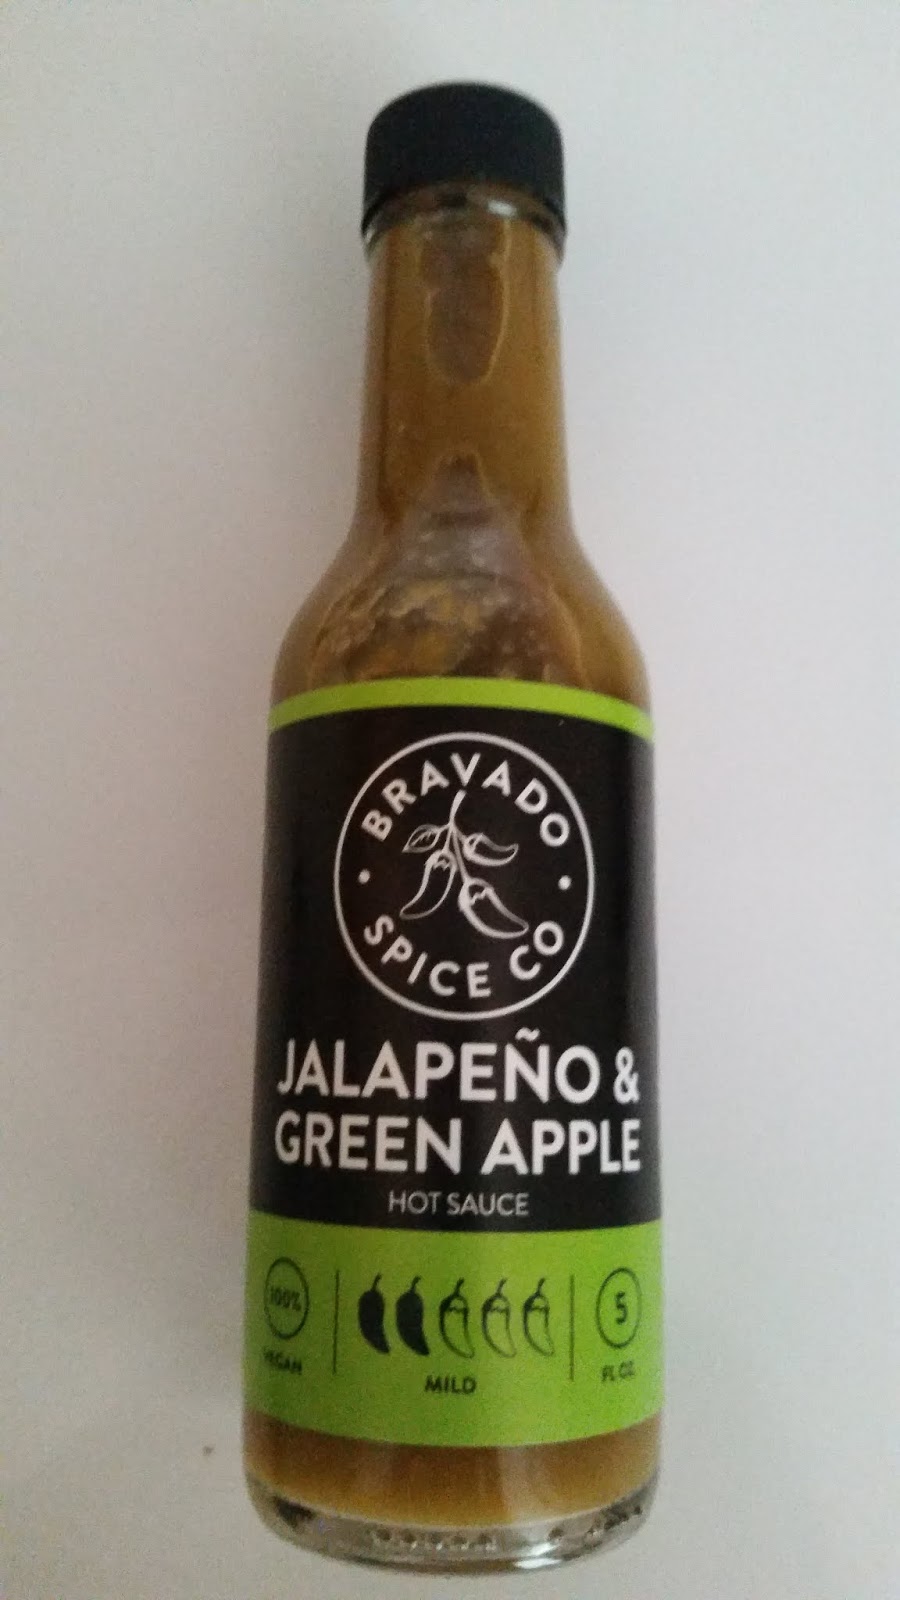 BRAVADO
SPICE CO
JALAPEÑO &
GREEN APPLE
HOT SAUCE
100%
VEGAN
MILD
5
FL OZ